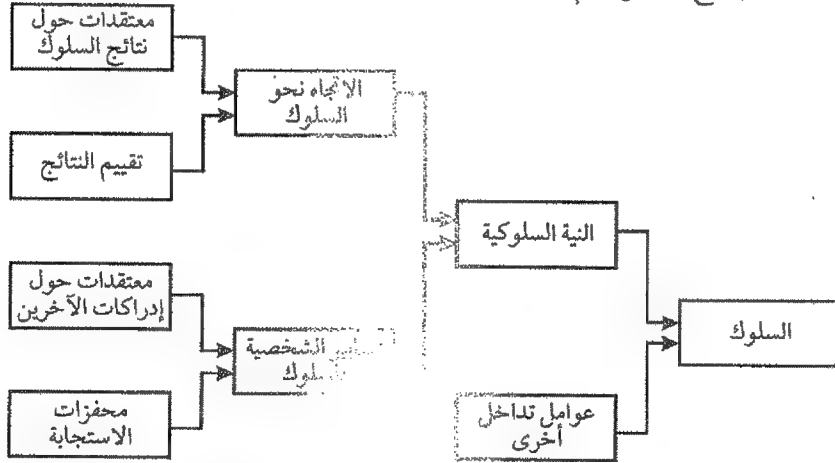 معتقدات حول
نتائج السلوك
تقييم النتائج
الاتجاه نحو
السلوك
معتقدات حول
إدراكات الآخرين
محفزات
الاستجابة
الشخصية
النية السلوكية
عوامل تداخل
أخرى
السلوك